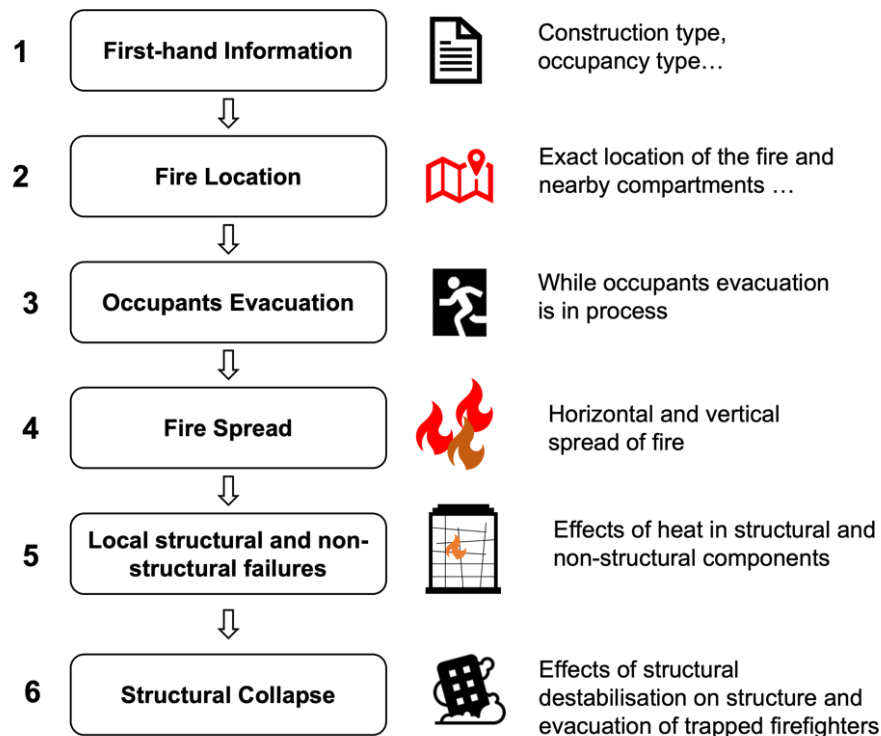 1
First-hand Information
Construction type,
occupancy type…
2
Fire Location
Exact location of the fire and
nearby compartments …
3
Occupants Evacuation
While occupants evacuation
is in process
4
Fire Spread
Horizontal and vertical
spread of fire
5
Local structural and non-
structural failures
Effects of heat in structural and
non-structural components
6
Structural Collapse
Effects of structural
destabilisation on structure and
evacuation of trapped firefighters